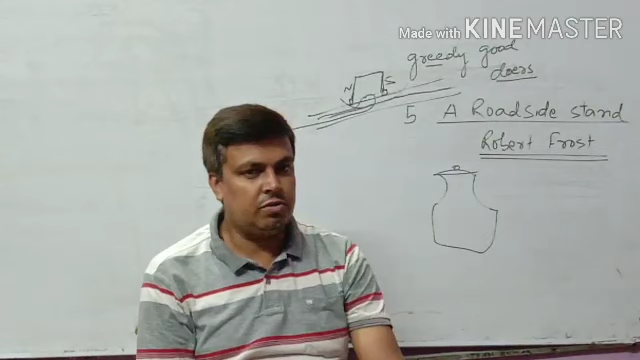 Made with KINEMASTER
greedy good
doers
5 A Roadside stand
Robert Frost
N S